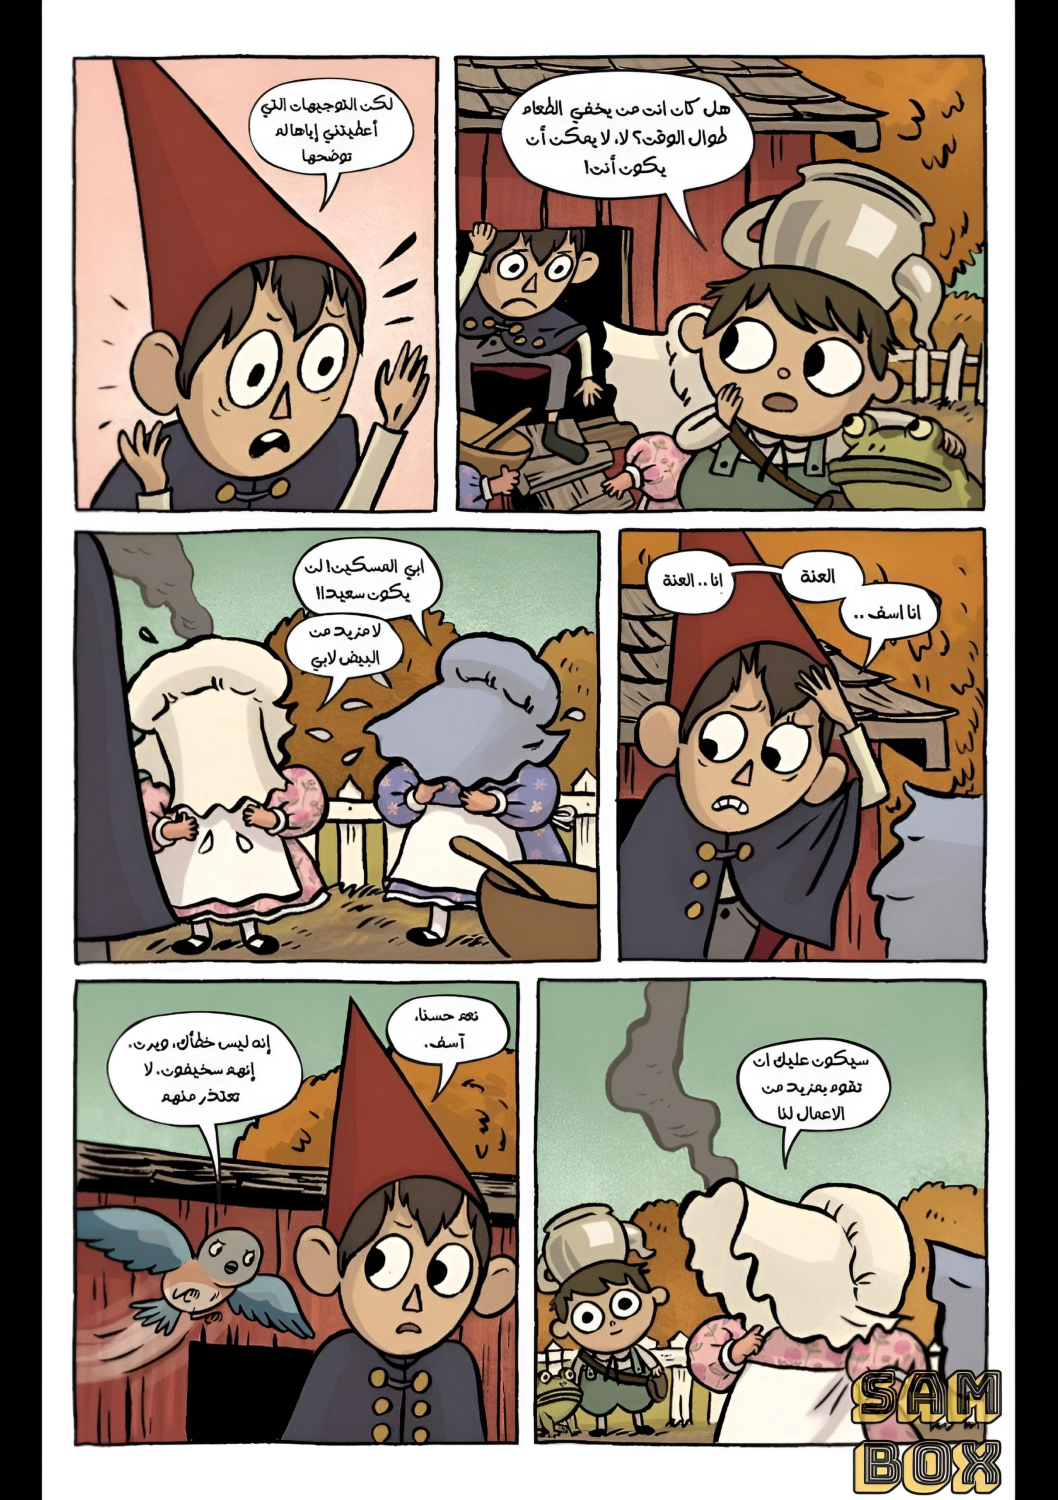 هل كان انت من يخفي الطعام
طوال الوقت؟ لا، لا يمكن أن
يكون أنت!
لكن التوجيهات التي
أعطيتني إياها لم
توضحها
انا.. العنة
العنة
انا اسف ..
ابي المسكين! لن
يكون سعيدا!!
لا مزيد من
البيض لابي
سيكون عليك ان
تقوم بمزيد من
الاعمال لنا
نعم حسنا،
آسف.
إنه ليس خطأك، ويرت،
إنهم سخيفون، لا
تعتذر منهم
SAM
BOX